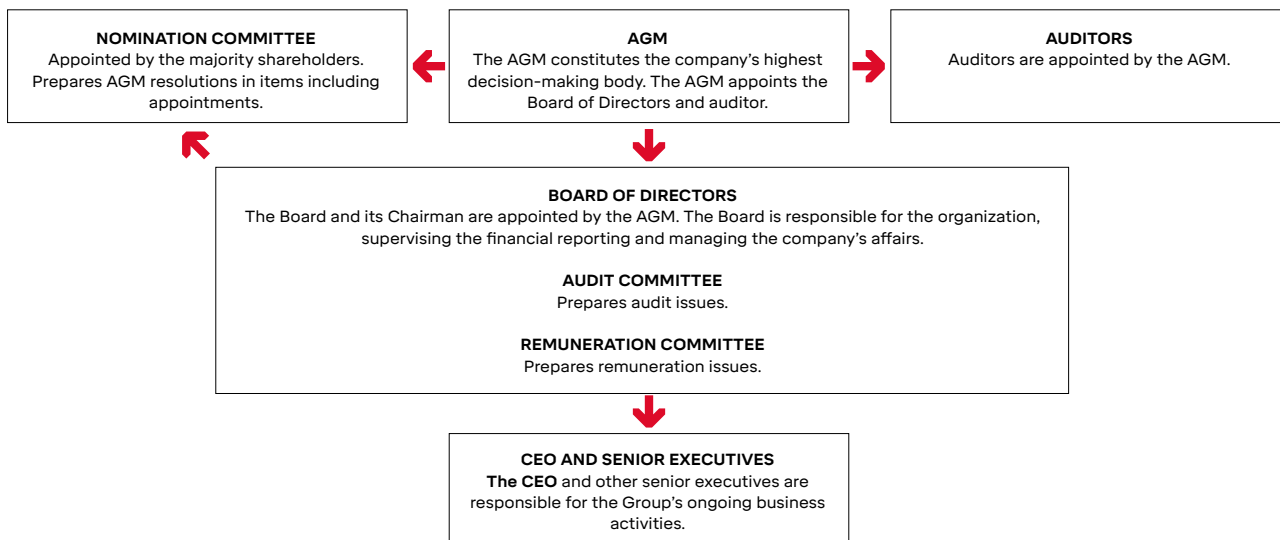 NOMINATION COMMITTEE
Appointed by the majority shareholders.
Prepares AGM resolutions in items including
appointments.
AGM
The AGM constitutes the company’s highest
decision-making body. The AGM appoints the
Board of Directors and auditor.
AUDITORS
Auditors are appointed by the AGM.
BOARD OF DIRECTORS
The Board and its Chairman are appointed by the AGM. The Board is responsible for the organization,
supervising the financial reporting and managing the company’s affairs.
AUDIT COMMITTEE
Prepares audit issues.
REMUNERATION COMMITTEE
Prepares remuneration issues.
CEO AND SENIOR EXECUTIVES
The CEO and other senior executives are
responsible for the Group’s ongoing business
activities.